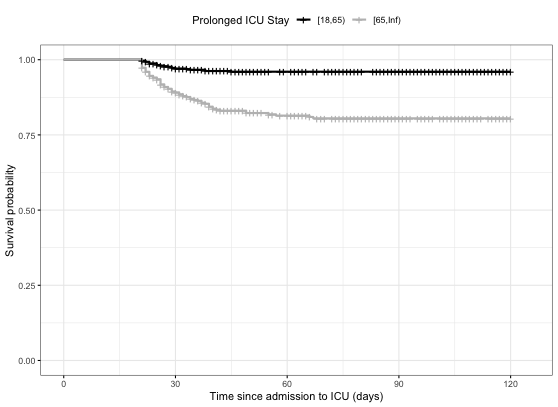 Prolonged ICU Stay [18,65) [65,Inf)
1.00
0.75
0.50
0.25
0.00
Survival probability
0 30 60 90 120
Time since admission to ICU (days)